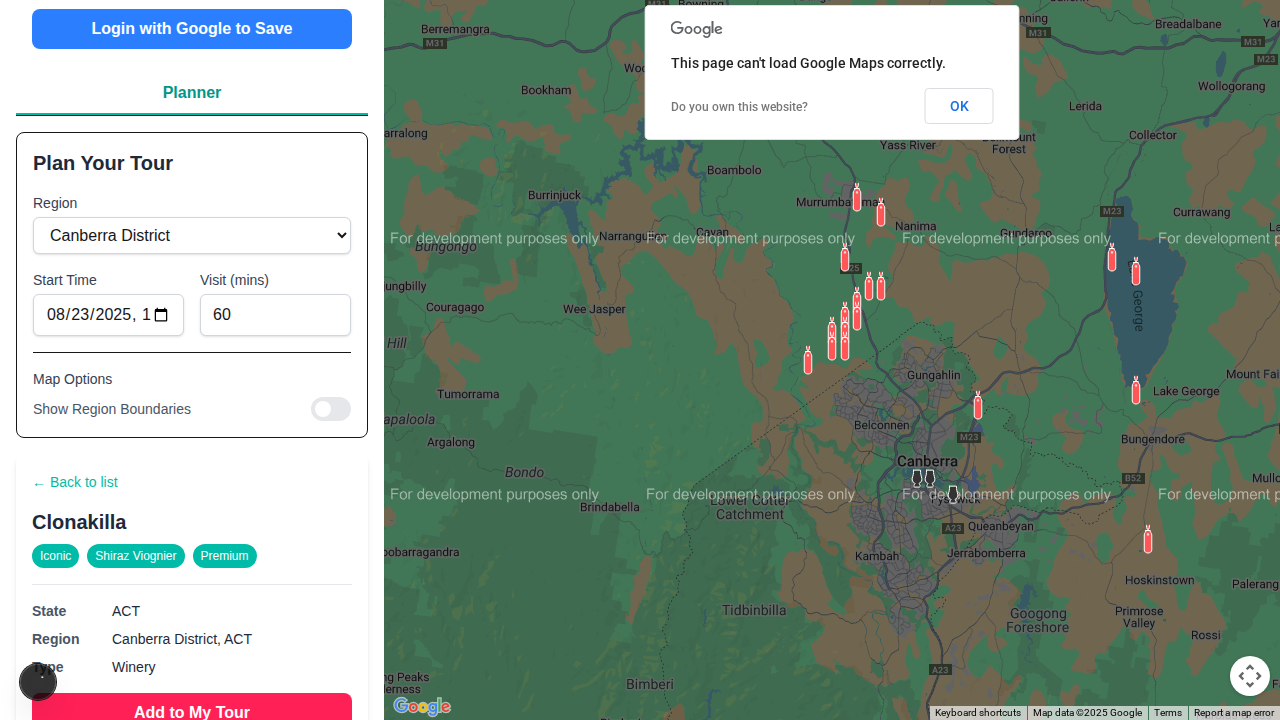 Login with Google to Save
Planner
Plan Your Tour
Region
Canberra District
Start Time
Visit (mins)
08/23/2025, 1
60
Map Options
Show Region Boundaries
← Back to list
Clonakilla
Iconic
Shiraz Viognier
Premium
State
ACT
Region
Canberra District, ACT
Type
Winery
Add to My Tour
Google
This page can't load Google Maps correctly.
Do you own this website?
OK
Berremangra
M31
Bookham
Bowning
M31
Breadalbane
M31
M23
Wollogorang
Lerida
Collector
Yass River
Forest
Boambolo
Burrinjuck
Nanima
M23
Currawang
Gundaroo
Cavan
Bungongo
For development purposes only
For development purposes only
For development purposes only
For development purposes only
Couragago
Wee Jasper
George
Hill
Gungahlin
Mount Fai
Tumorrama
Lake George
Belconnen
Argalong
M23
Bungendore
Canberra
Bondo
B52
For development purposes only
For development purposes only
For development purposes only
For development purposes only
Brindabella
Lower Cotter
Catchment
A23
Queanbeyan
Kambah
Jerrabomberra
Hoskinstown
Tidbinbilla
Googong
Foreshore
Primrose
Valley
Rossi
A23
Bimberi
Google
Keyboard shortcuts
Map data ©2025 Google
Terms
Report a map error